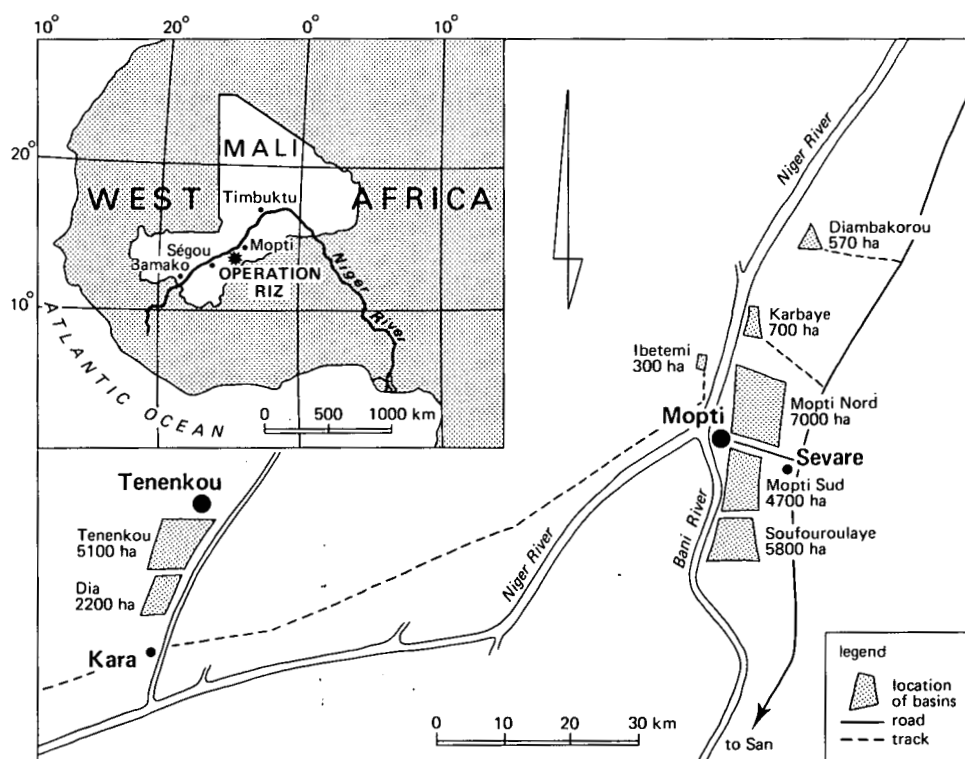 10°
20°
0°
10°
20°
10°
MALI
WEST AFRICA
Timbuktu
Ségou
Mopti
Bamako
OPERATION
RIZ
Niger
River
ATLANTIC OCEAN
0 500 1000 km
Niger River
Diambakorou
570 ha
Karbaye
700 ha
Ibetemi
300 ha
Mopti Nord
7000 ha
Mopti
Sevare
Mopti Sud
4700 ha
Soufouroulaye
5800 ha
Bani River
Niger River
Tenenkou
Tenenkou
5100 ha
Dia
2200 ha
Kara
0 10 20 30 km
to San
legend
location
of basins
road
track